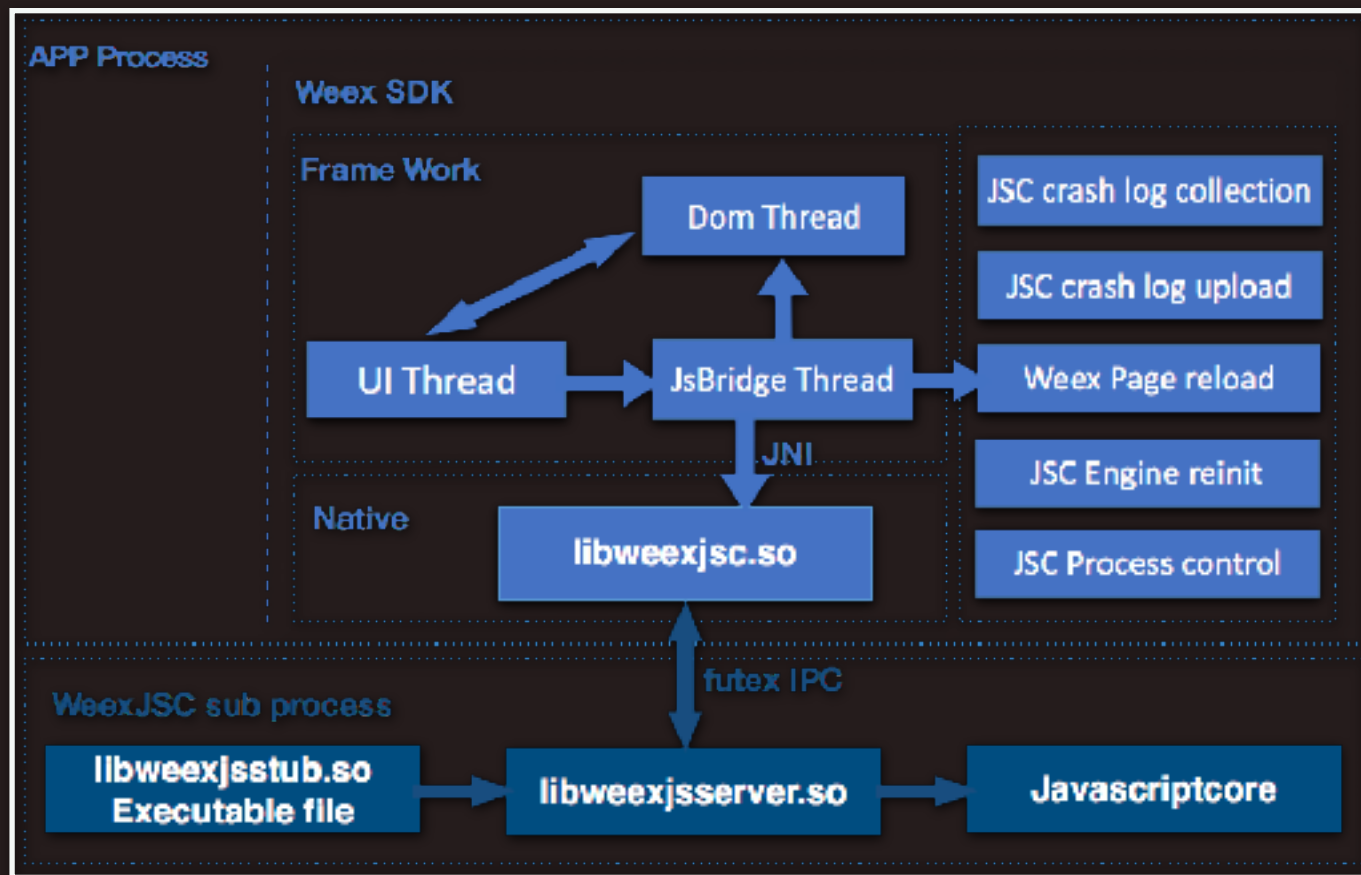 APP Process
Weex SDK
Frame Work
Dom Thread
UI Thread
JsBridge Thread
JNI
Native
libweexjsc.so
JSC crash log collection
JSC crash log upload
Weex Page reload
JSC Engine reinit
JSC Process control
futex IPC
WeexJSC sub process
libweexjsstub.so
Executable file
libweexjsserver.so
Javascriptcore